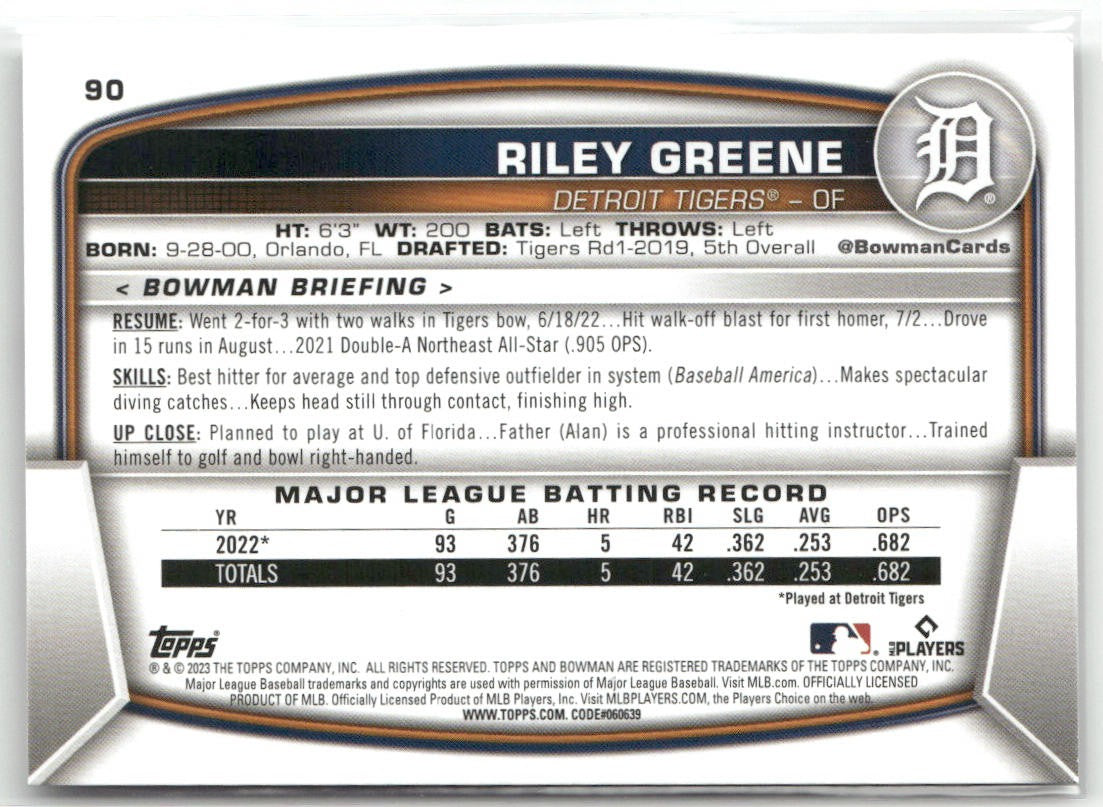 90
RILEY GREENE
DETROIT TIGERS® – OF
D
®
HT: 6'3" WT: 200 BATS: Left THROWS: Left
BORN: 9-28-00, Orlando, FL DRAFTED: Tigers Rd1-2019, 5th Overall @BowmanCards
< BOWMAN BRIEFING >
RESUME: Went 2-for-3 with two walks in Tigers bow, 6/18/22...Hit walk-off blast for first homer, 7/2...Drove
in 15 runs in August...2021 Double-A Northeast All-Star (.905 OPS).
SKILLS: Best hitter for average and top defensive outfielder in system (Baseball America)...Makes spectacular
diving catches...Keeps head still through contact, finishing high.
UP CLOSE: Planned to play at U. of Florida...Father (Alan) is a professional hitting instructor...Trained
himself to golf and bowl right-handed.
MAJOR LEAGUE BATTING RECORD
YR G AB HR RBI SLG AVG OPS
2022* 93 376 5 42 .362 .253 .682
TOTALS 93 376 5 42 .362 .253 .682
*Played at Detroit Tigers
Topps® MLB PLAYERS
® & © 2023 THE TOPPS COMPANY, INC. ALL RIGHTS RESERVED. TOPPS AND BOWMAN ARE REGISTERED TRADEMARKS OF THE TOPPS COMPANY, INC.
Major League Baseball trademarks and copyrights are used with permission of Major League Baseball. Visit MLB.com. OFFICIALLY LICENSED
PRODUCT OF MLB. Officially Licensed Product of MLB Players, Inc. Visit MLBPLAYERS.COM, the Players Choice on the web.
WWW.TOPPS.COM. CODE#060639